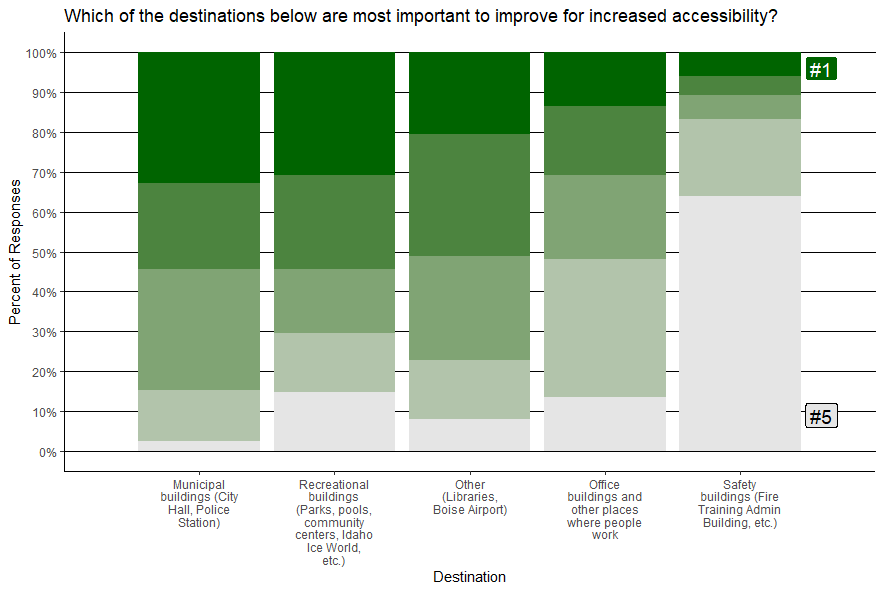 Which of the destinations below are most important to improve for increased accessibility?
100%
90%
80%
70%
60%
50%
40%
30%
20%
10%
0%
Percent of Responses
#1
#5
Municipal
buildings (City
Hall, Police
Station)
Recreational
buildings
(Parks, pools,
community
centers, Idaho
Ice World,
etc.)
Other
(Libraries,
Boise Airport)
Office
buildings and
other places
where people
work
Safety
buildings (Fire
Training Admin
Building, etc.)
Destination